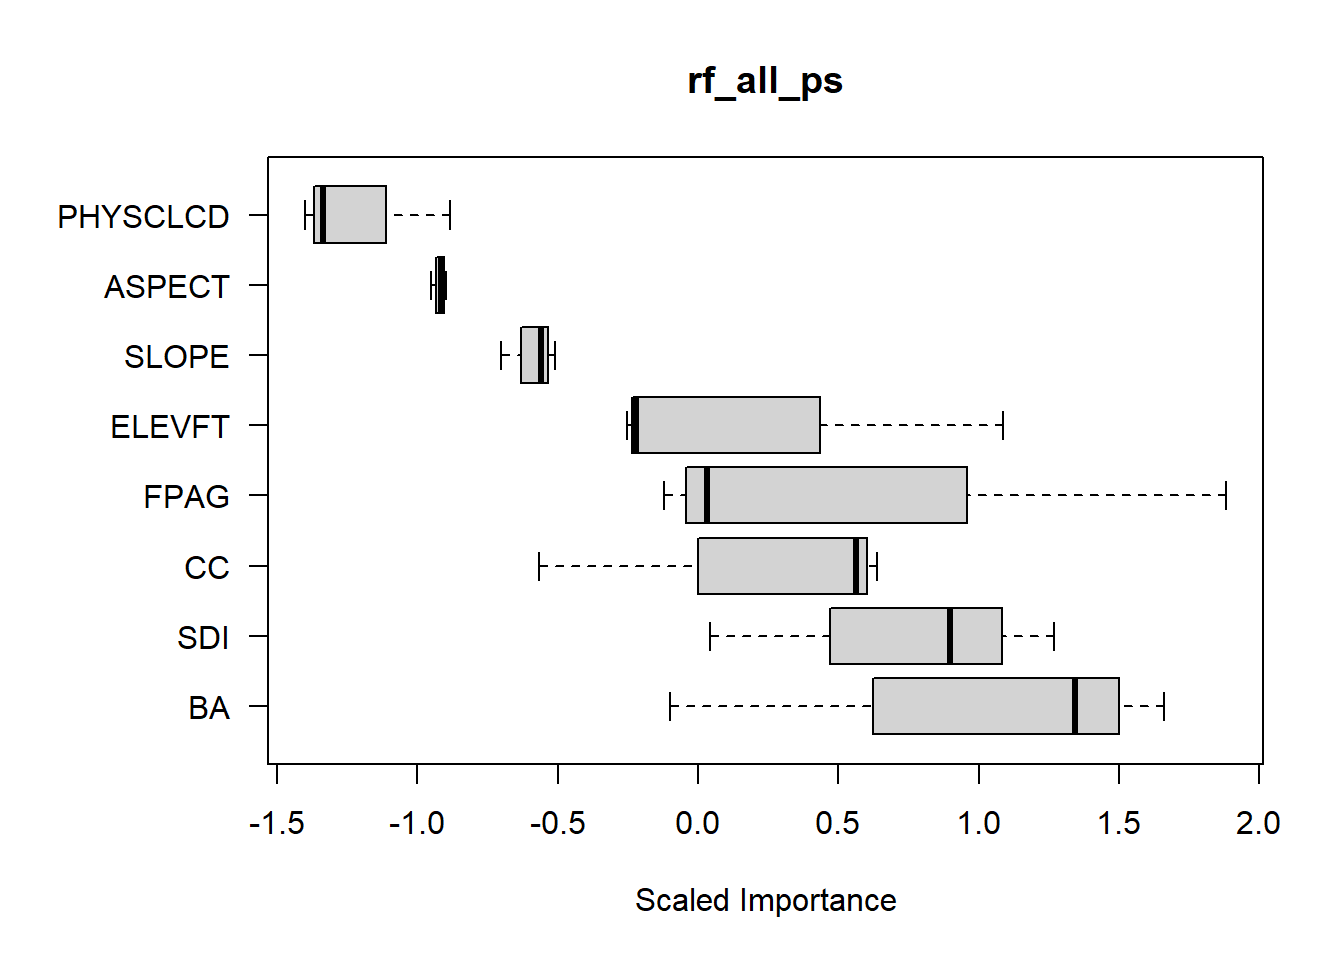 rf_all_ps
PHYSCLCD
ASPECT
SLOPE
ELEVFT
FPAG
CC
SDI
BA
-1.5 -1.0 -0.5 0.0 0.5 1.0 1.5 2.0
Scaled Importance